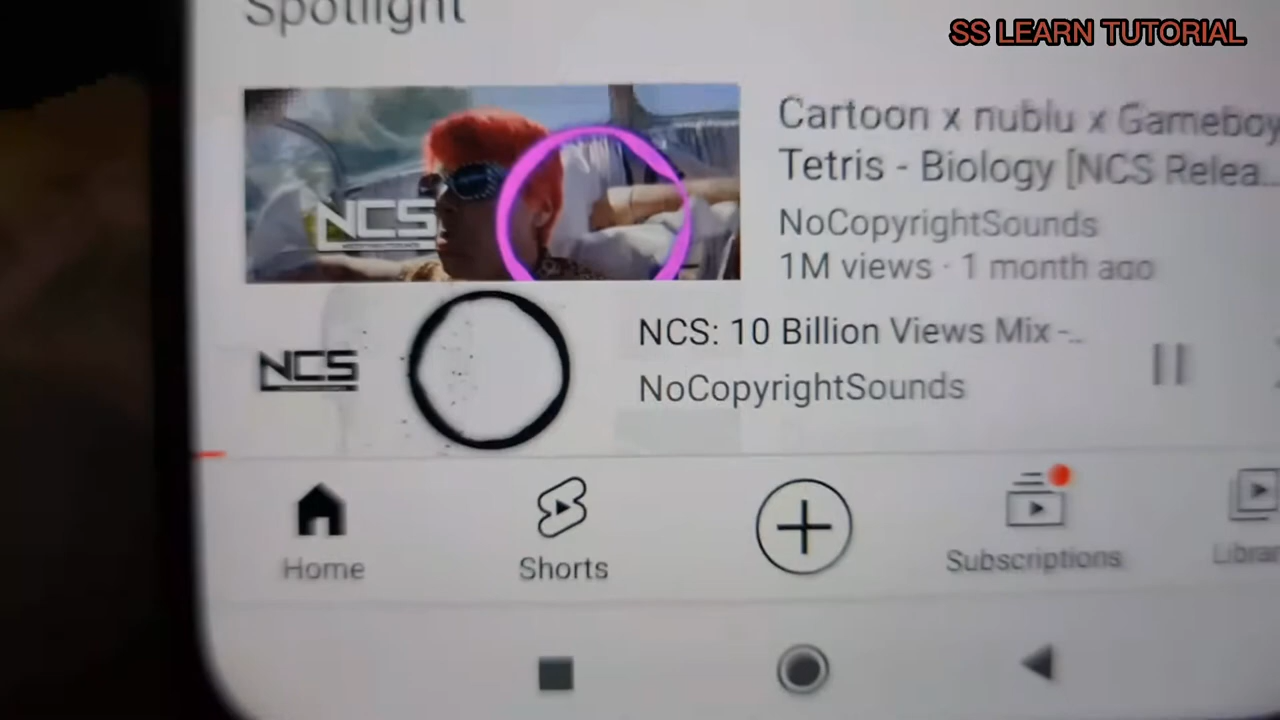 Spotlight
SS LEARN TUTORIAL
Cartoon x nublu x Gameboy
Tetris - Biology [NCS Relea...
NCS
NoCopyrightSounds
1M views · 1 month ago
NCS: 10 Billion Views Mix -..
NCS
NoCopyrightSounds
Home
Shorts
Subscriptions
Librar